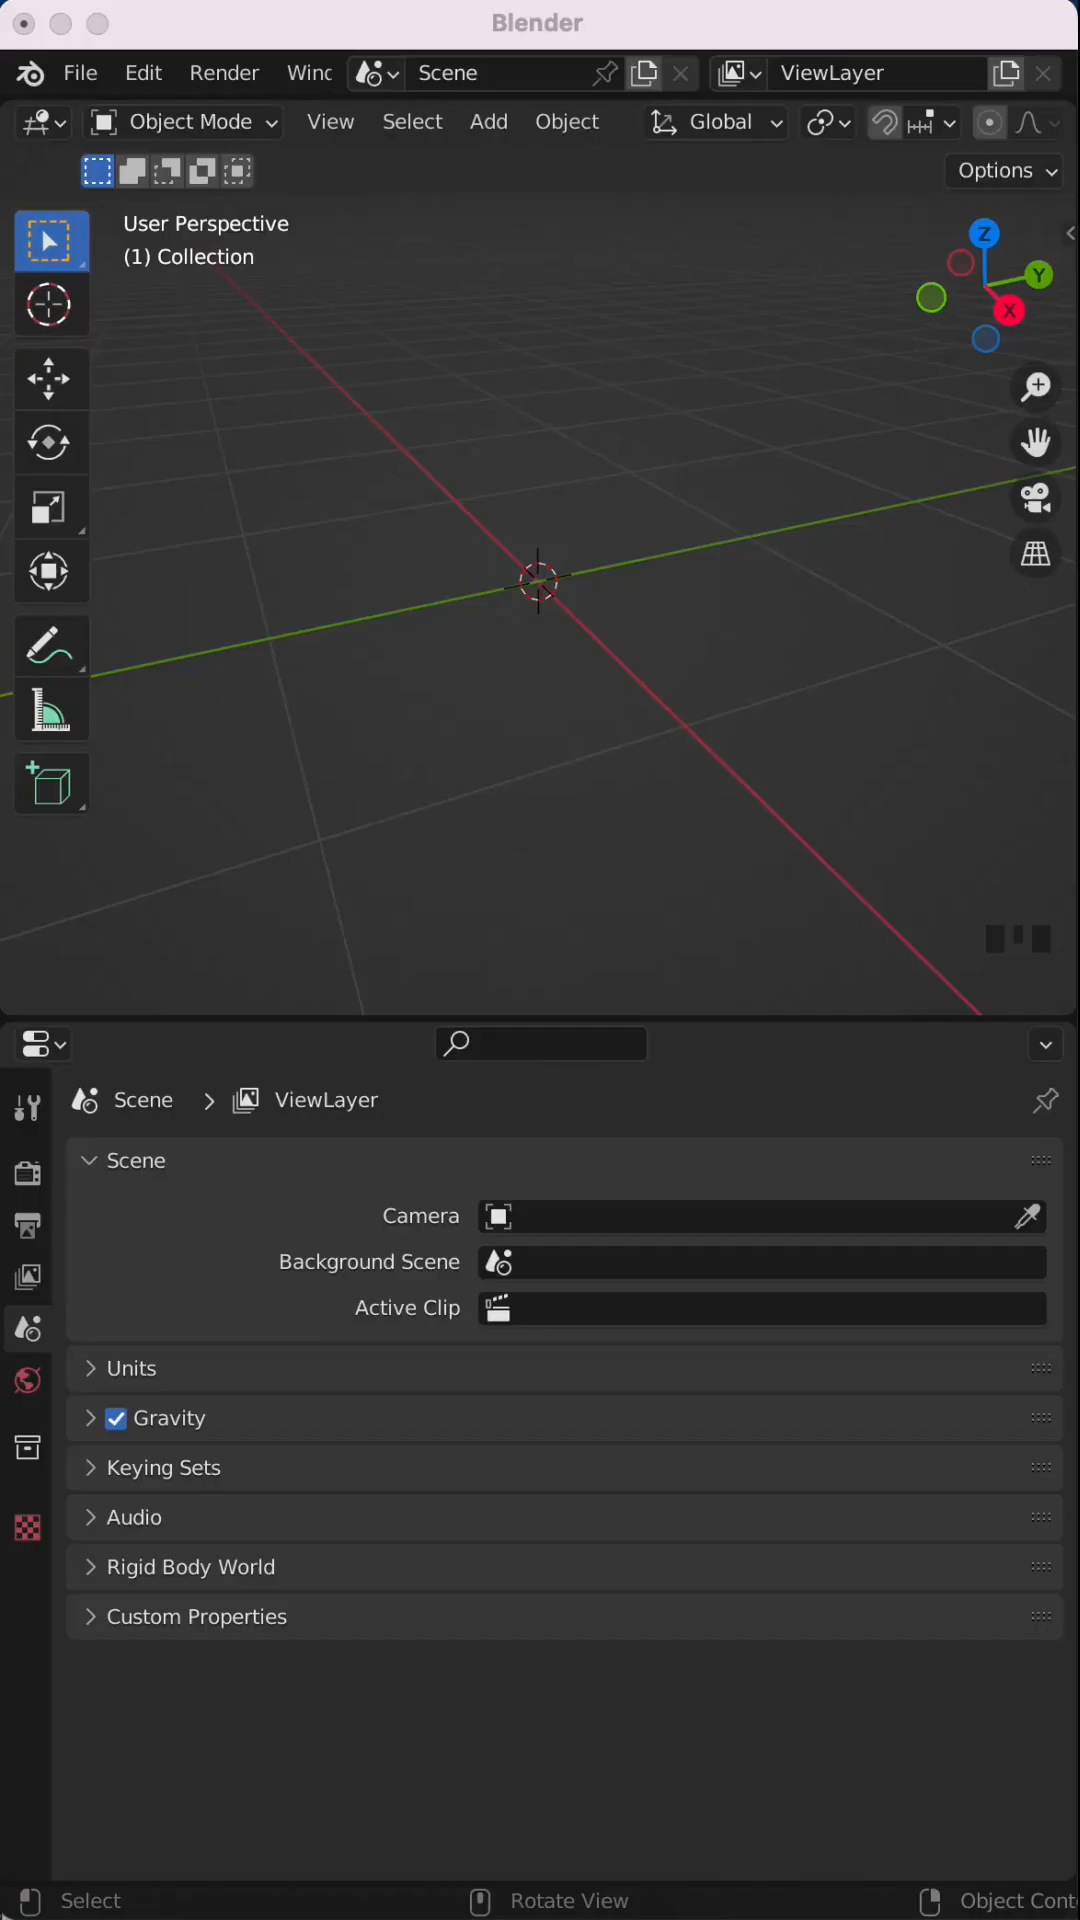 Blender
File Edit Render Wind Scene ViewLayer
Object Mode View Select Add Object Global
Options
User Perspective
(1) Collection
Z
Y
X
Scene ViewLayer
Scene
Camera
Background Scene
Active Clip
Units
Gravity
Keying Sets
Audio
Rigid Body World
Custom Properties
Select Rotate View Object Cont